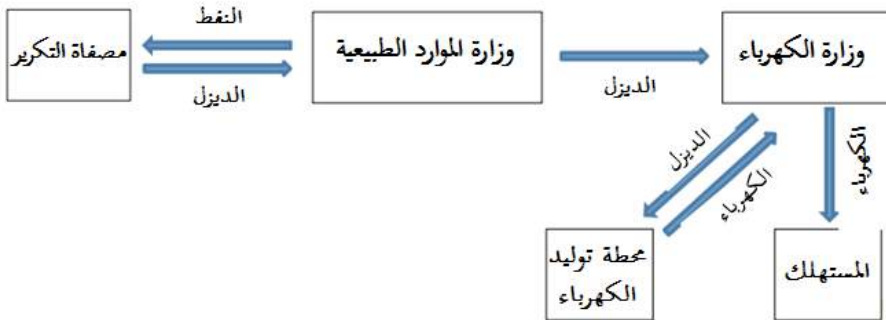 النفط
وزارة الكهرباء
وزارة الموارد الطبيعية
مصفاة التكرير
الديزل
الديزل
الديزل
الكهرباء
الكهرباء
محطة توليد
الكهرباء
المستهلك